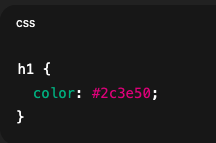 css
h1 {
  color: #2c3e50;
}